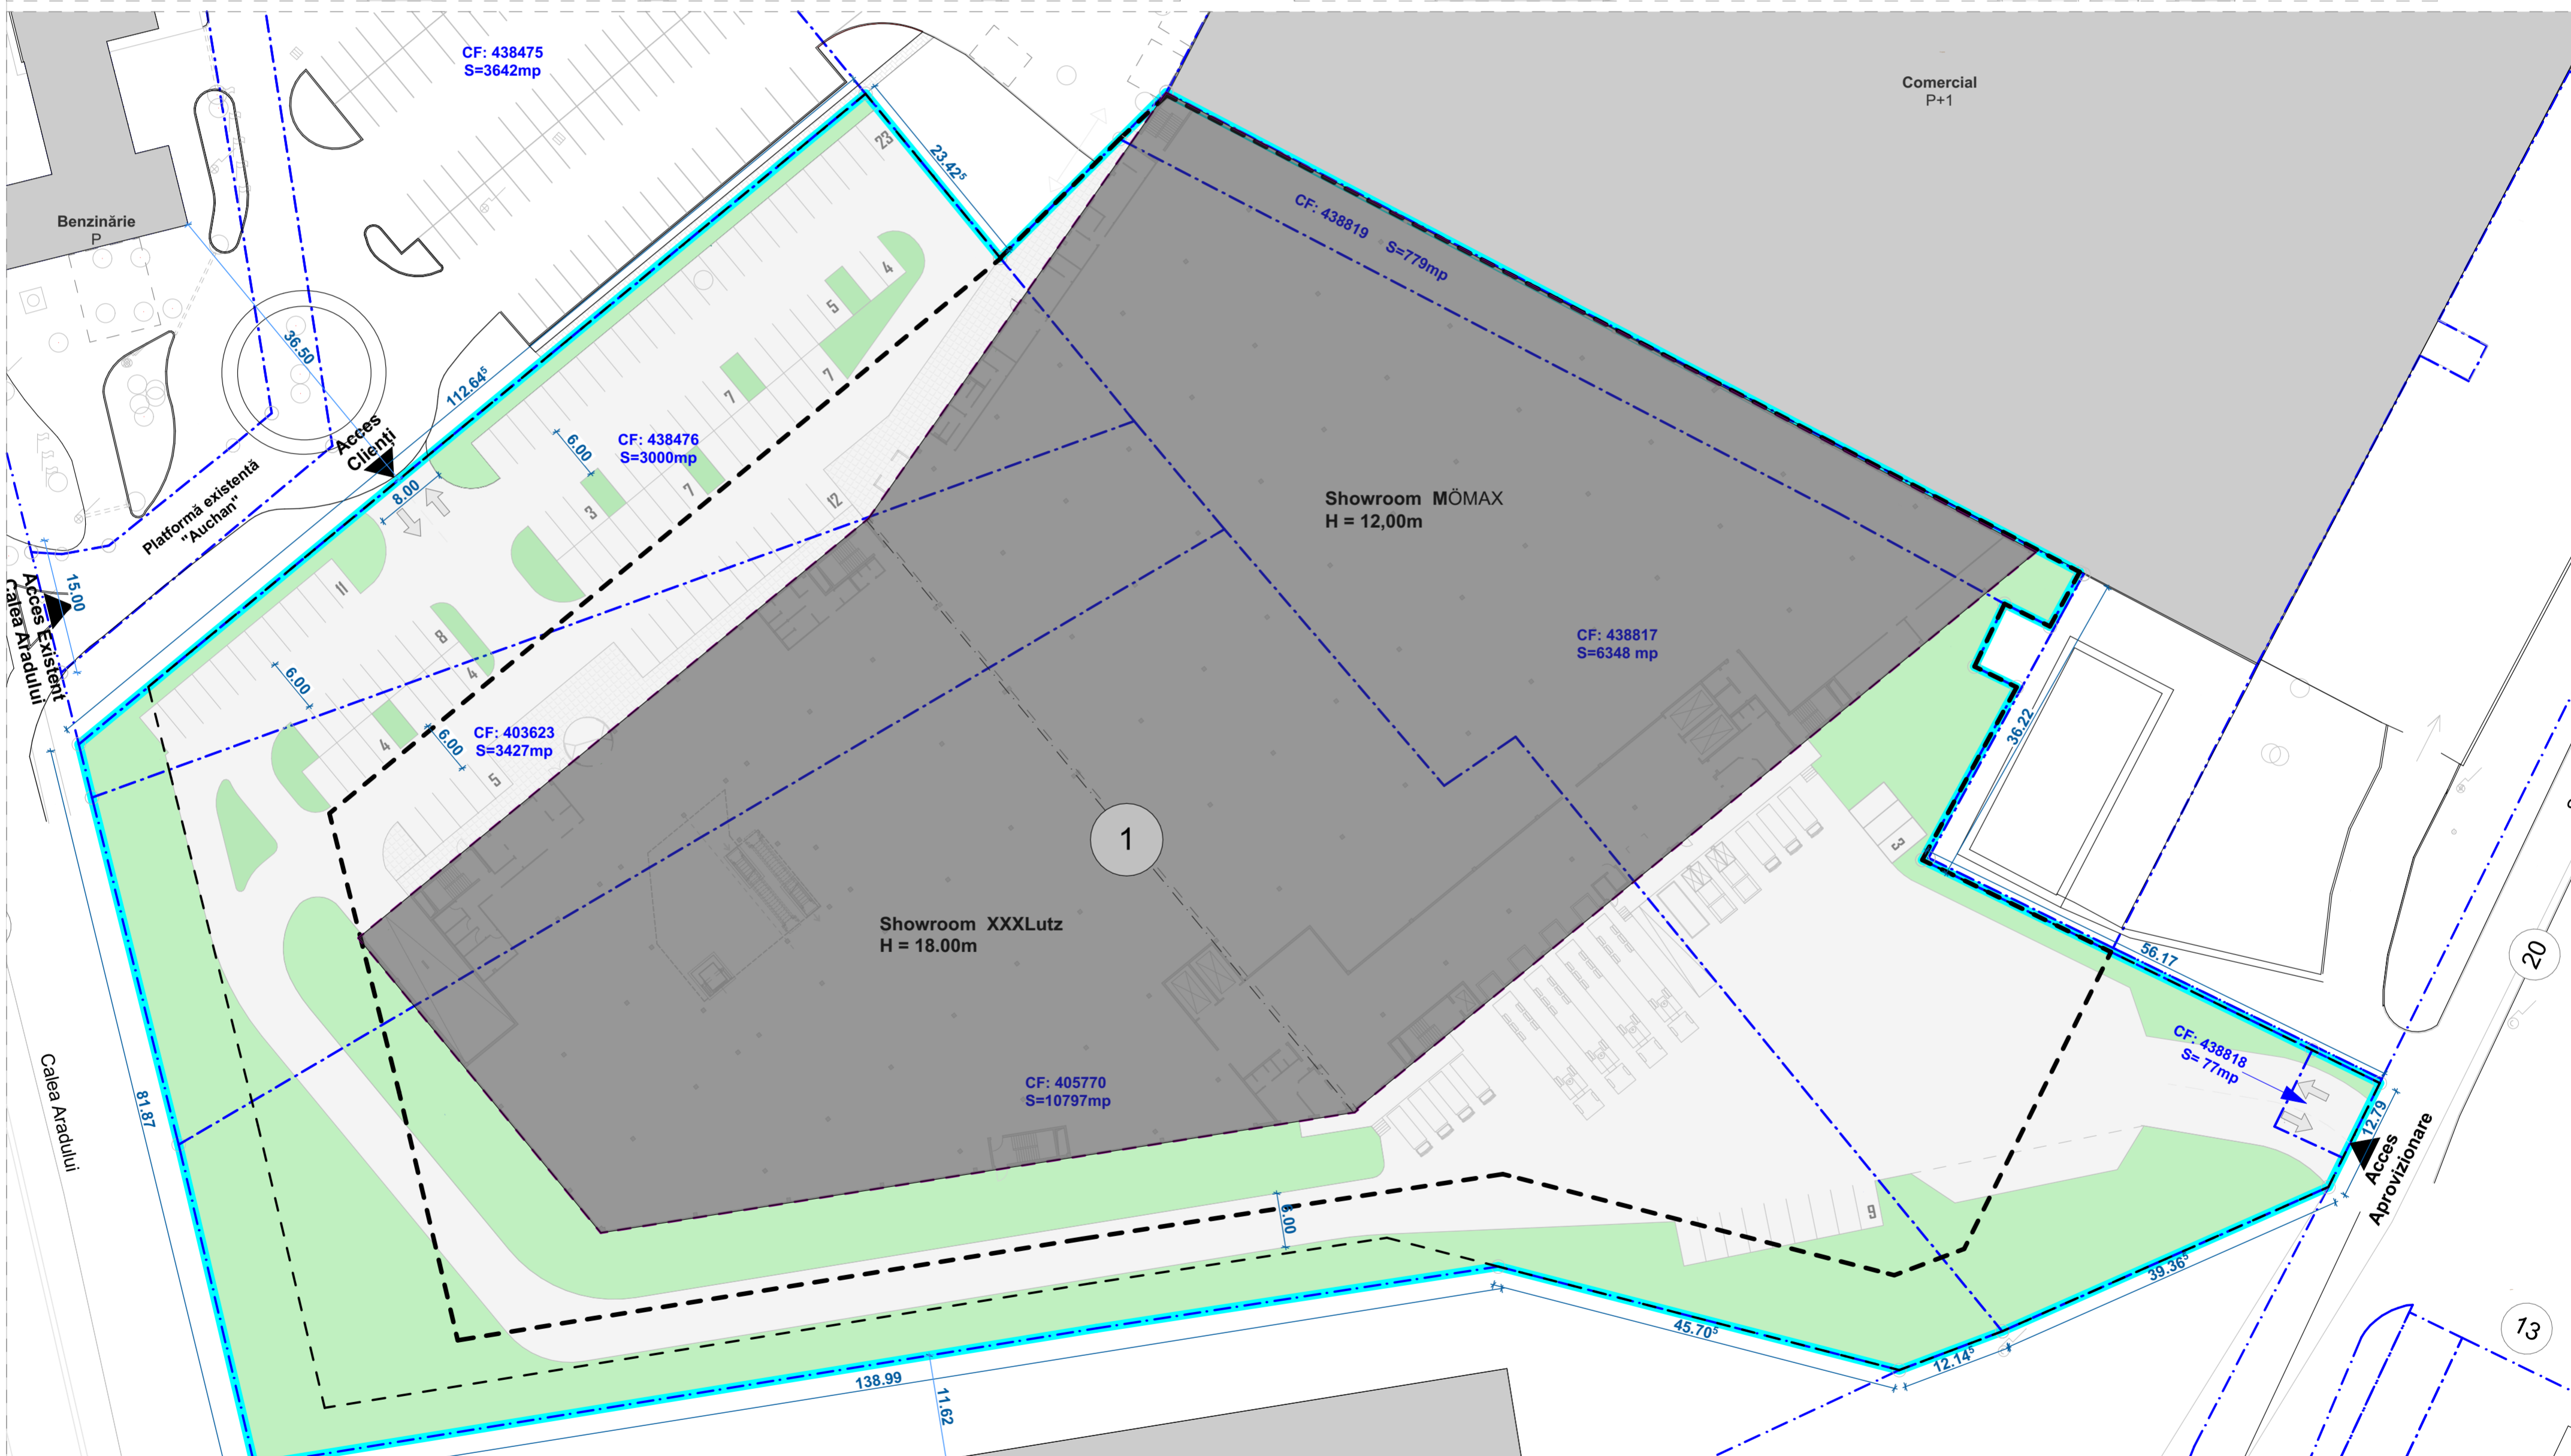 CF: 438475
S=3642mp
Comercial
P+1
Benzinărie
P
23
23.42⁵
CF: 438819 S=779mp
4
5
7
7
7
3
36.50
112.64⁵
Acces
Clienți
8.00
6.00
CF: 438476
S=3000mp
12
Showroom MÖMAX
H = 12,00m
Platformă existentă
"Auchan"
15.00
Acces Existent
Calea Aradului
11
8
4
4
5
6.00
6.00
CF: 403623
S=3427mp
CF: 438817
S=6348 mp
36.22
3
1
Showroom XXXLutz
H = 18.00m
56.17
20
CF: 438818
S= 77mp
12.79
Acces
Aprovizionare
CF: 405770
S=10797mp
Calea Aradului
81.87
6.00
9
39.36⁵
45.70⁵
12.14⁵
13
138.99
11.62